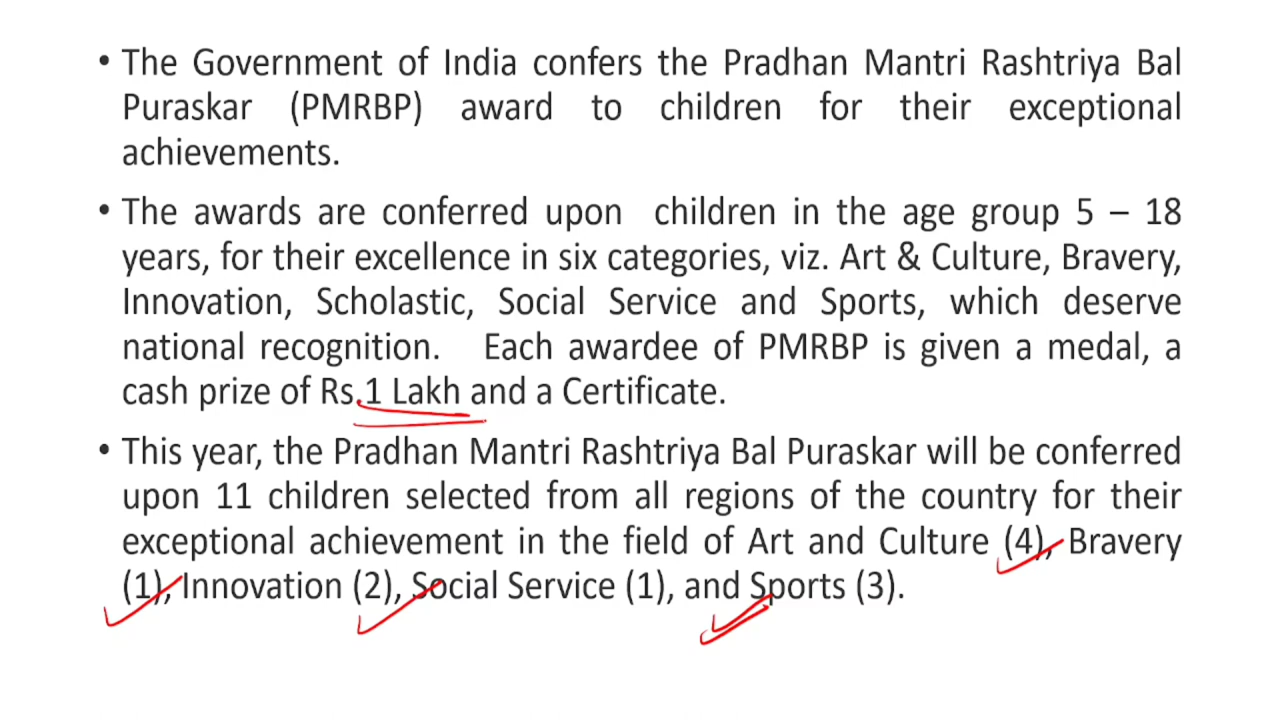 • The Government of India confers the Pradhan Mantri Rashtriya Bal
Puraskar (PMRBP) award to children for their exceptional
achievements.
• The awards are conferred upon children in the age group 5 – 18
years, for their excellence in six categories, viz. Art & Culture, Bravery,
Innovation, Scholastic, Social Service and Sports, which deserve
national recognition. Each awardee of PMRBP is given a medal, a
cash prize of Rs.1 Lakh and a Certificate.
• This year, the Pradhan Mantri Rashtriya Bal Puraskar will be conferred
upon 11 children selected from all regions of the country for their
exceptional achievement in the field of Art and Culture (4), Bravery
(1), Innovation (2), Social Service (1), and Sports (3).